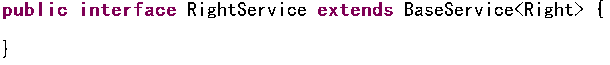 public interface RightService extends BaseService<Right> {
}